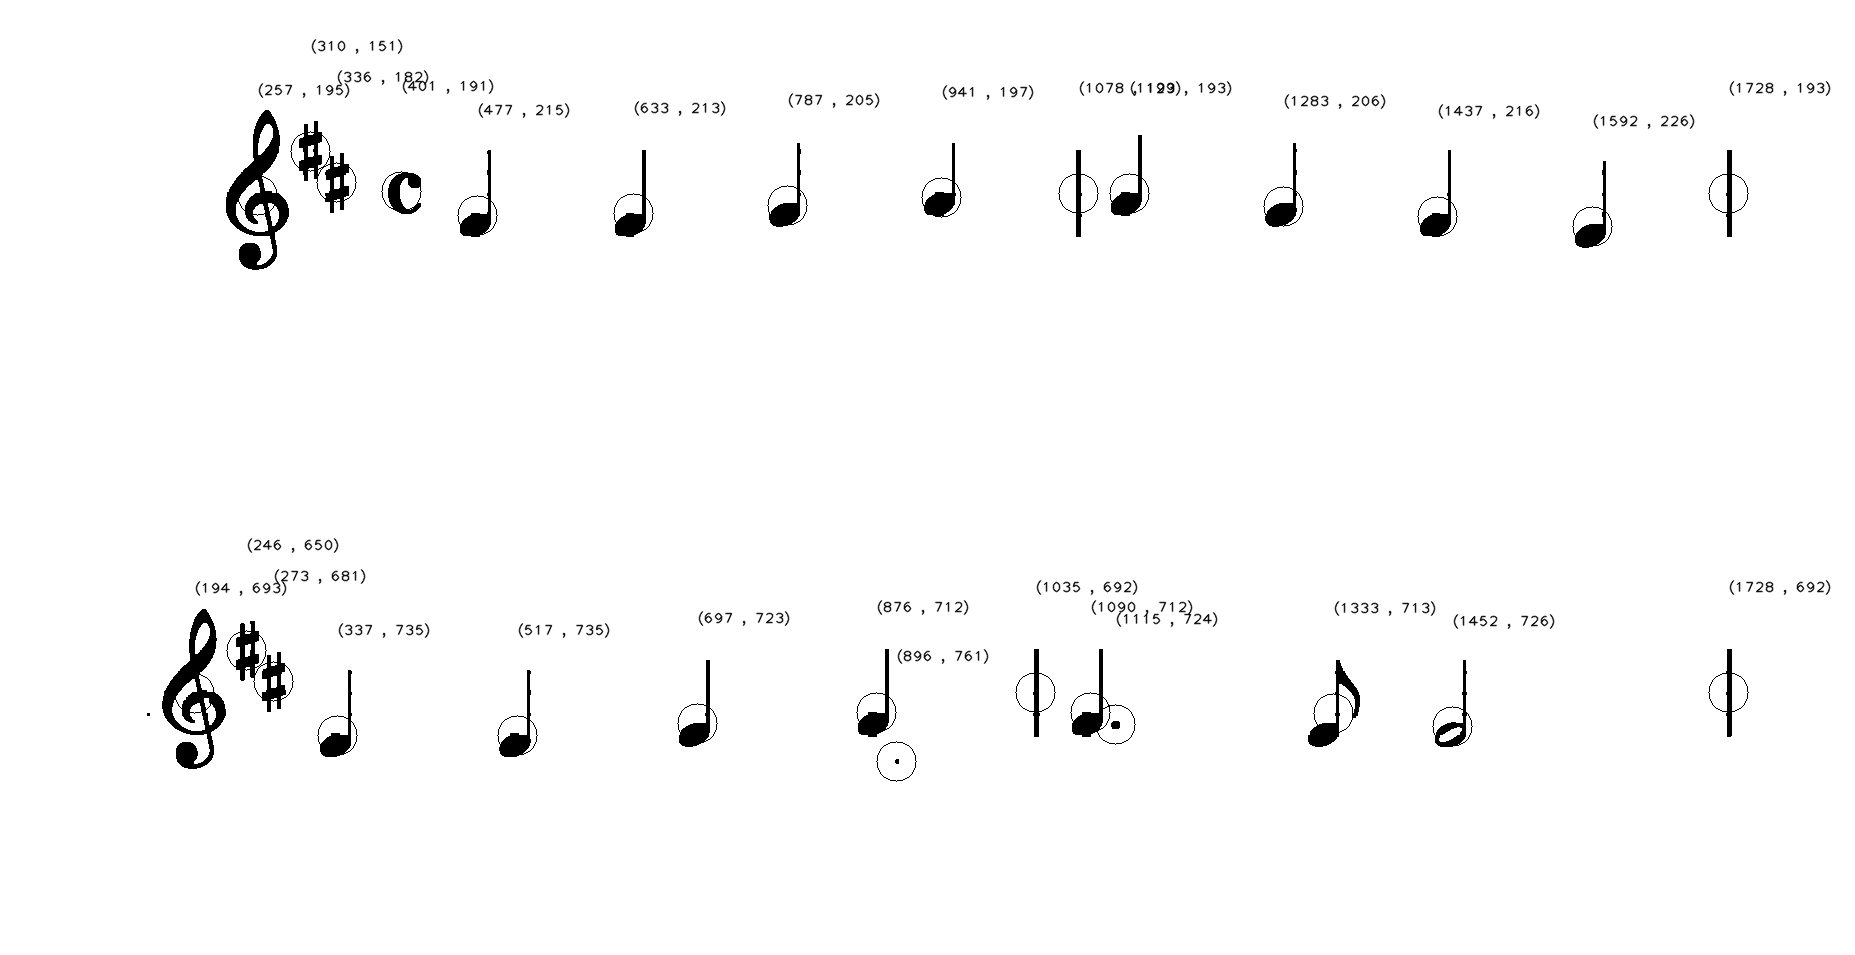 (310 , 151)
(336 , 182)
(401 , 191)
(257 , 195)
(477 , 215)
(633 , 213)
(787 , 205)
(941 , 197)
(1078 , 193)
(1129 , 193)
(1283 , 206)
(1437 , 216)
(1592 , 226)
(1728 , 193)
(246 , 650)
(273 , 681)
(194 , 693)
(337 , 735)
(517 , 735)
(697 , 723)
(876 , 712)
(896 , 761)
(1035 , 692)
(1090 , 712)
(1115 , 724)
(1333 , 713)
(1452 , 726)
(1728 , 692)